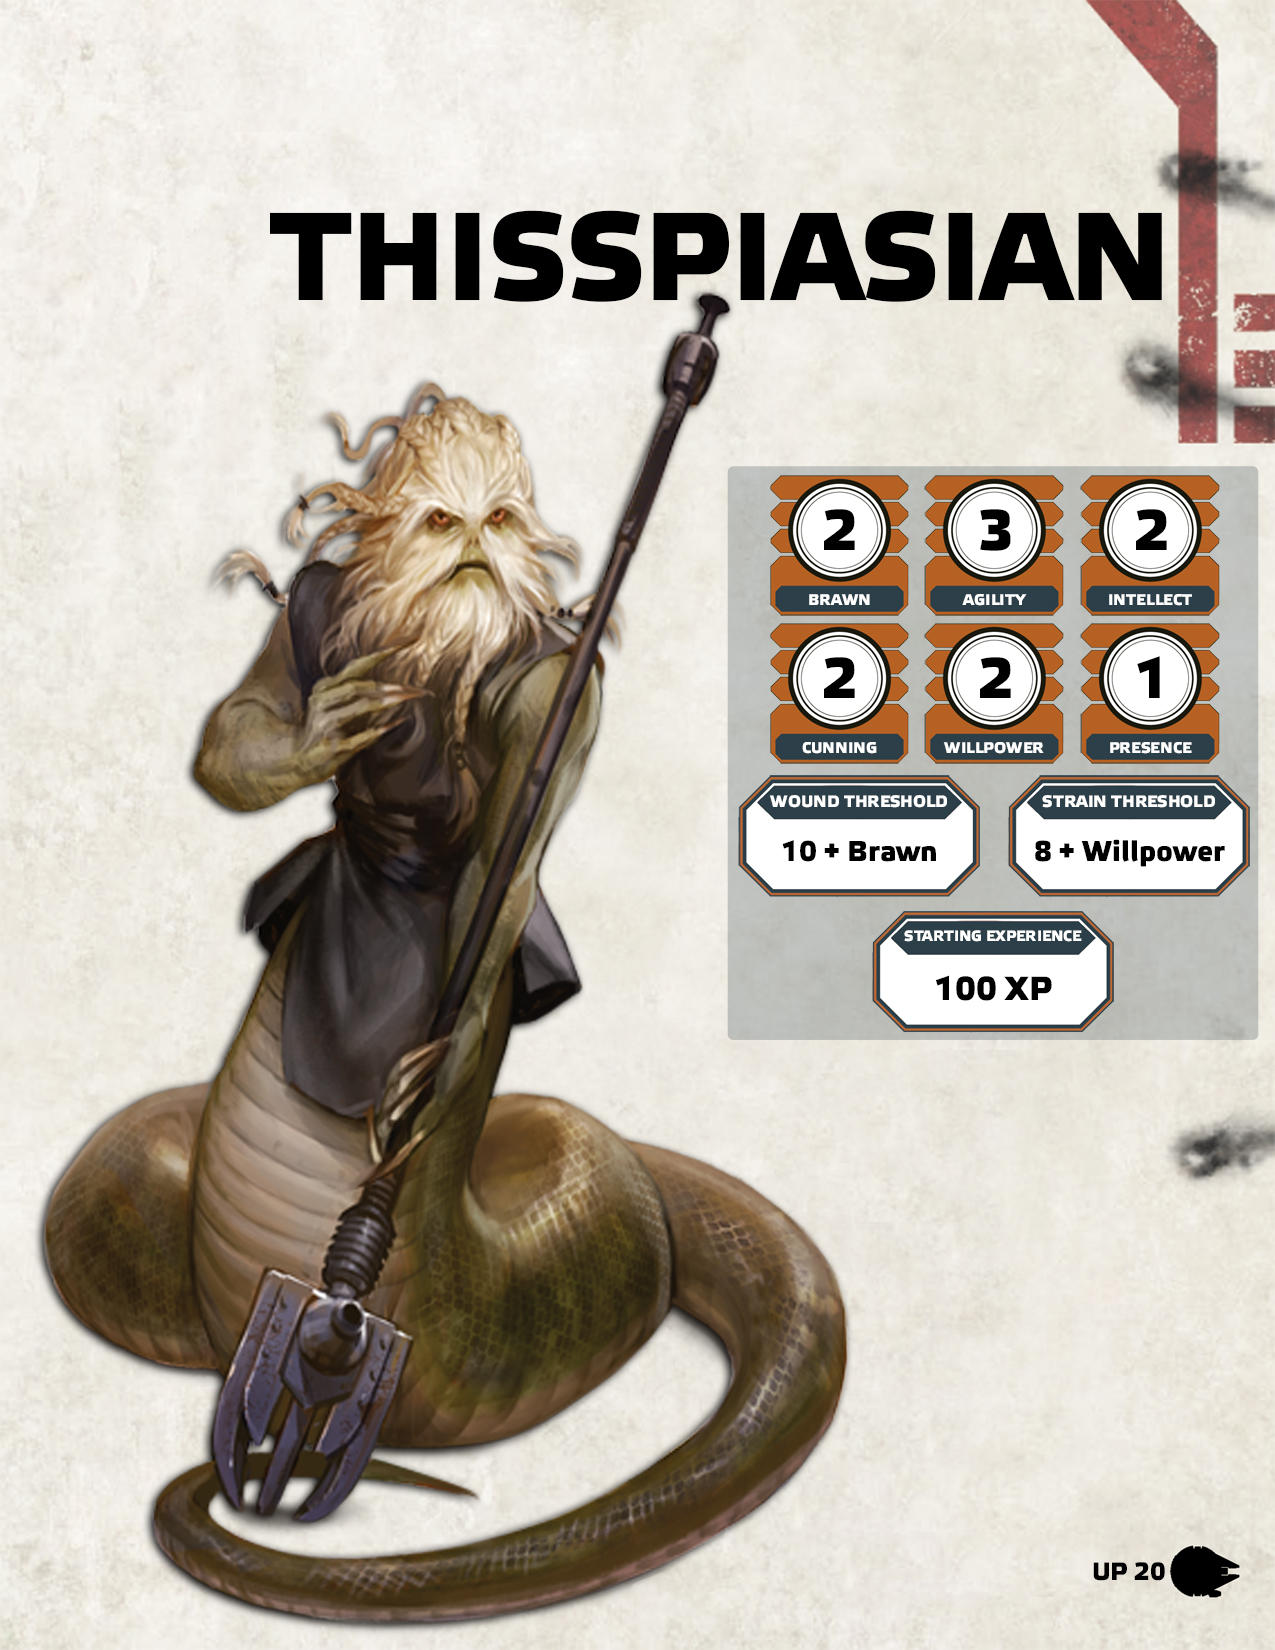 THISSPIASIAN
2 3 2
BRAWN AGILITY INTELLECT
2 2 1
CUNNING WILLPOWER PRESENCE
WOUND THRESHOLD STRAIN THRESHOLD
10 + Brawn 8 + Willpower
STARTING EXPERIENCE
100 XP
UP 20